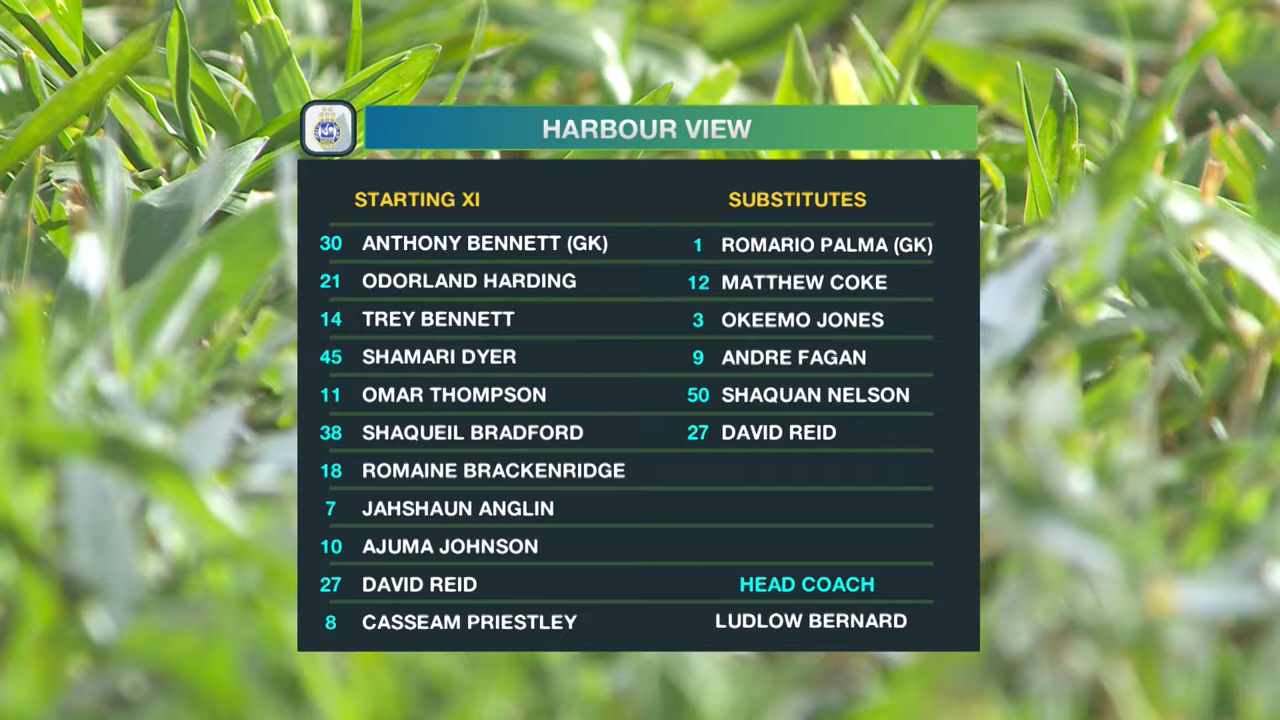 HARBOUR VIEW
STARTING XI
30 ANTHONY BENNETT (GK)
21 ODORLAND HARDING
14 TREY BENNETT
45 SHAMARI DYER
11 OMAR THOMPSON
38 SHAQUEIL BRADFORD
18 ROMAINE BRACKENRIDGE
7 JAHSHAUN ANGLIN
10 AJUMA JOHNSON
27 DAVID REID
8 CASSEAM PRIESTLEY
SUBSTITUTES
1 ROMARIO PALMA (GK)
12 MATTHEW COKE
3 OKEEMO JONES
9 ANDRE FAGAN
50 SHAQUAN NELSON
27 DAVID REID
HEAD COACH
LUDLOW BERNARD